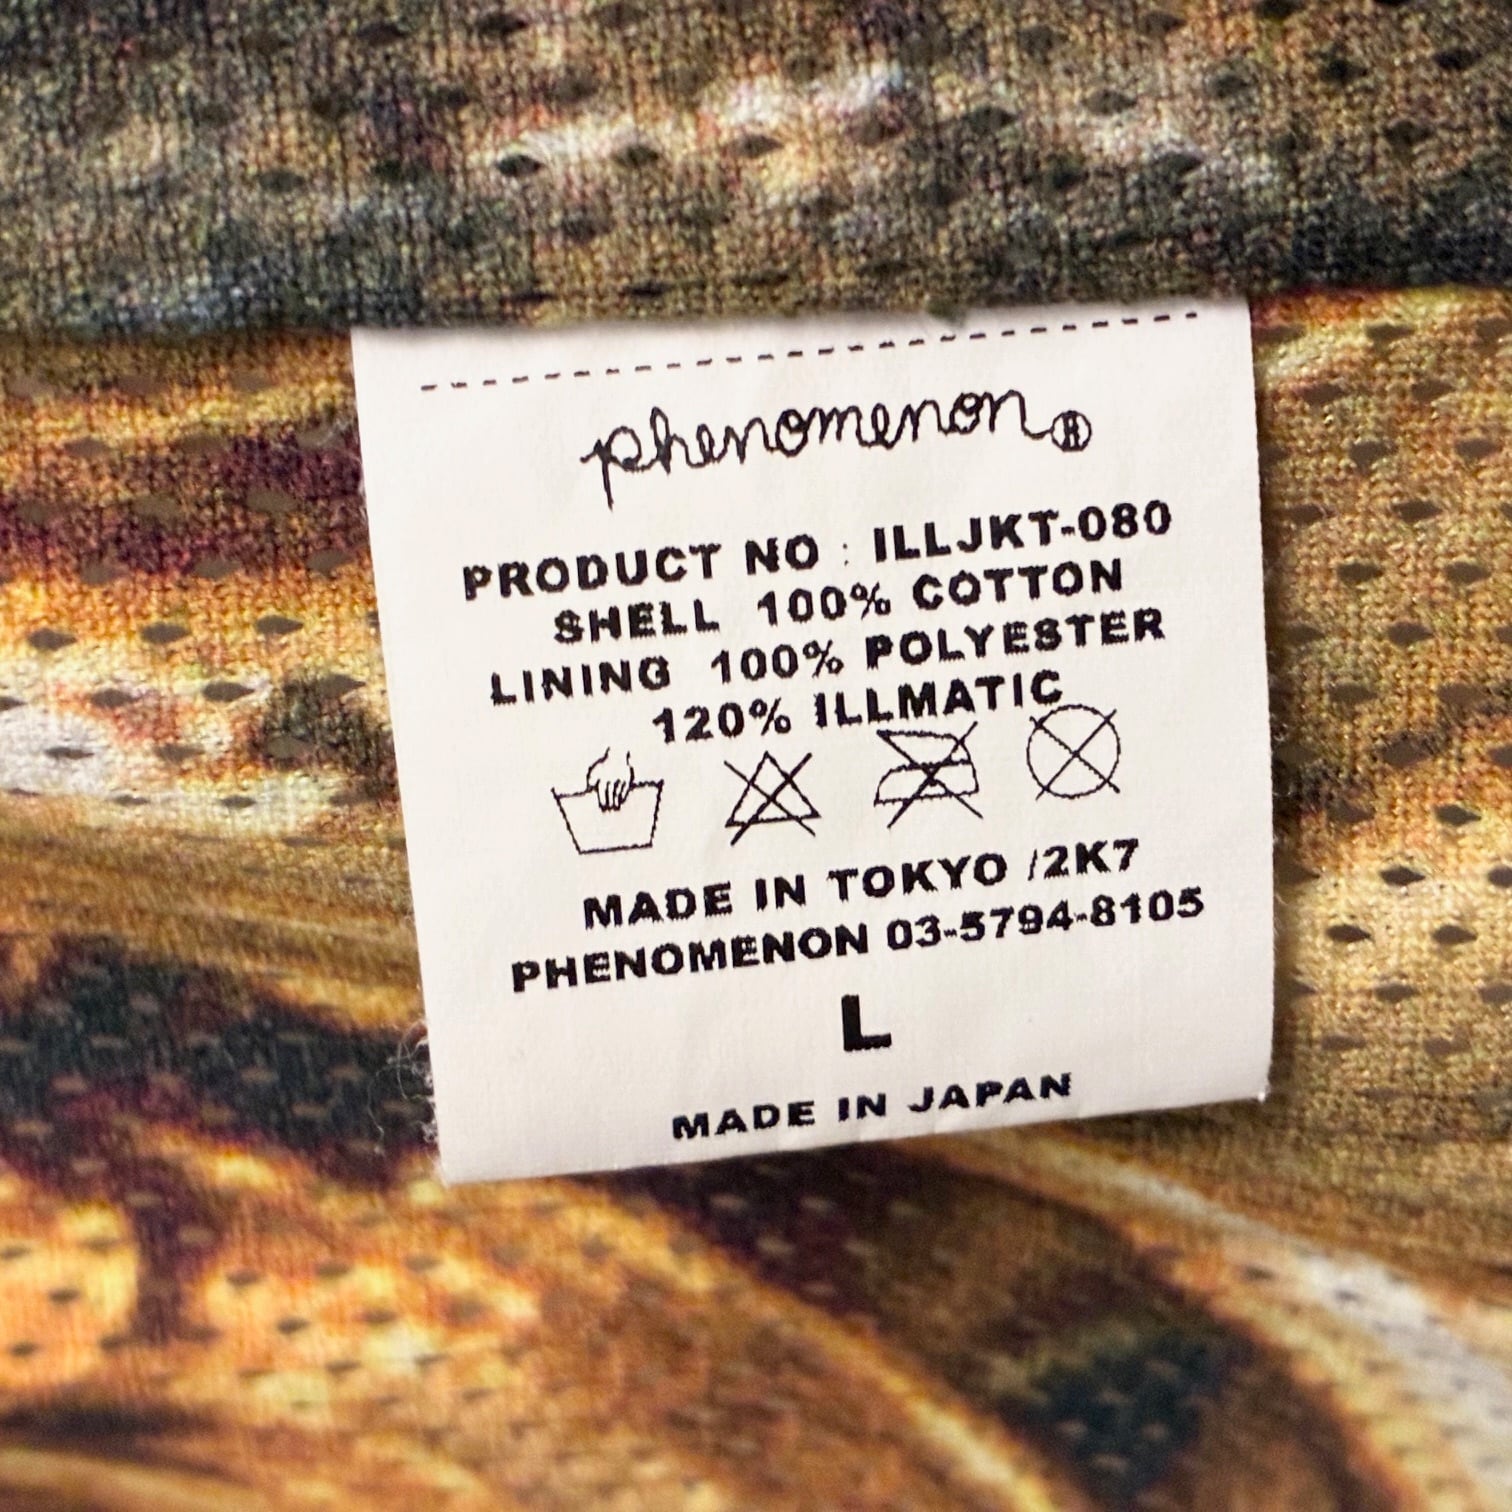 phenomenon®
PRODUCT NO : ILLJKT-080
SHELL 100% COTTON
LINING 100% POLYESTER
120% ILLMATIC
MADE IN TOKYO /2K7
PHENOMENON 03-5794-8105
L
MADE IN JAPAN